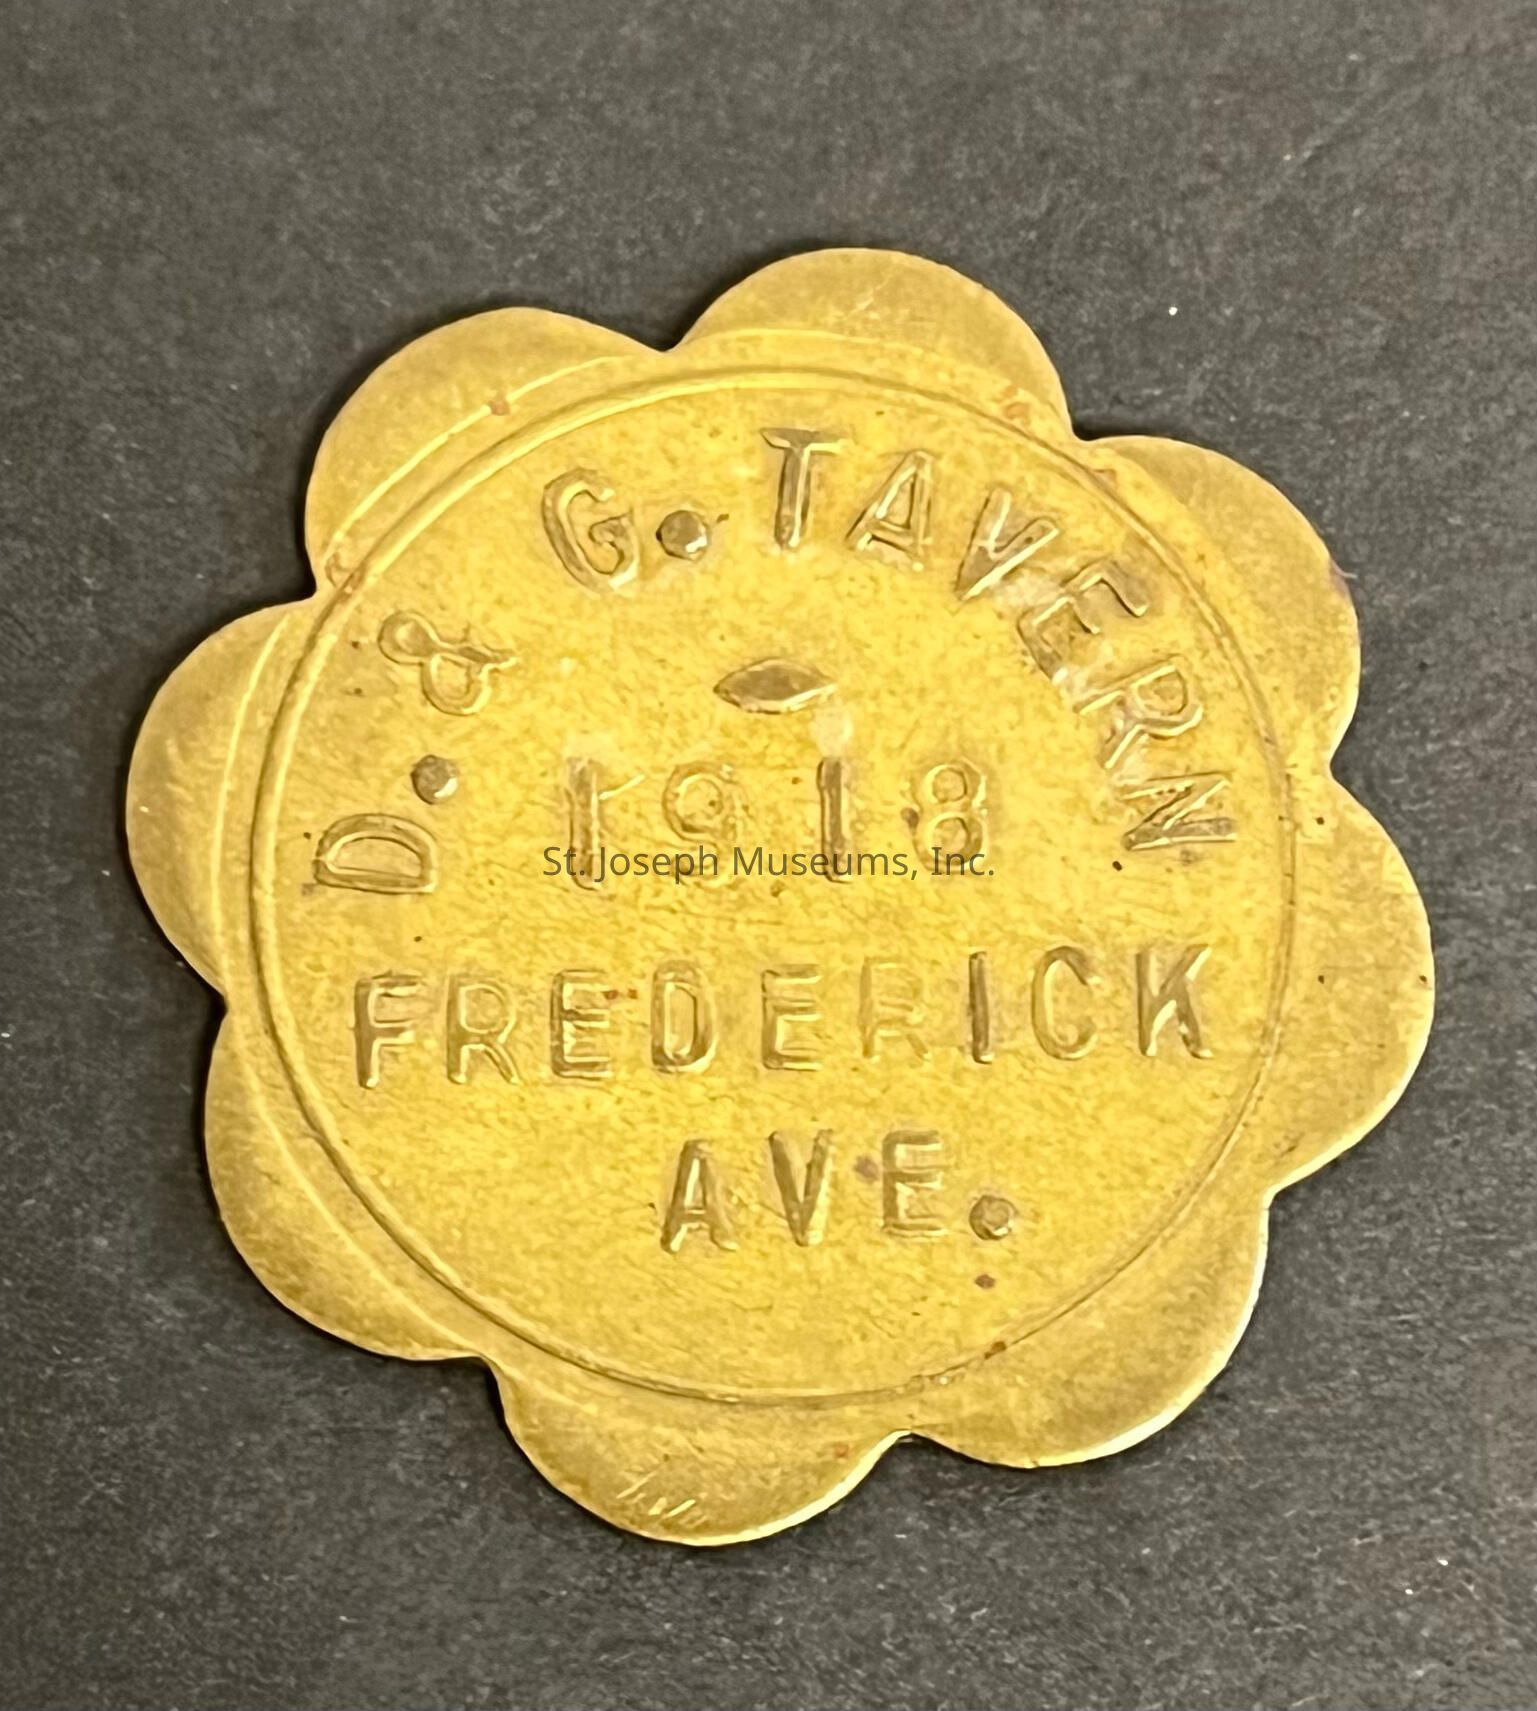 D. & G. TAVERN
1918
St. Joseph Museums, Inc.
FREDERICK
AVE.